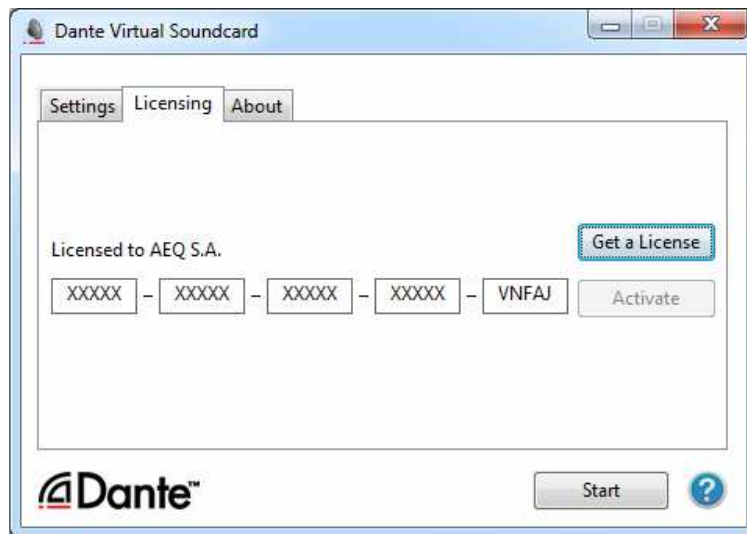 Dante Virtual Soundcard
Settings Licensing About
Licensed to AEQ S.A.
Get a License
XXXXX – XXXXX – XXXXX – XXXXX – VNFAJ
Activate
Dante™
Start
?